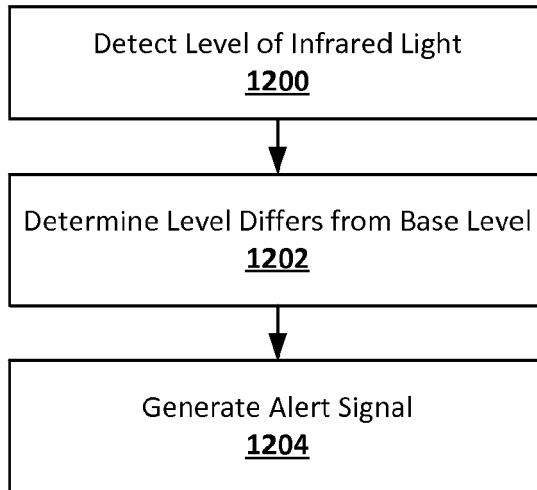 Detect Level of Infrared Light
1200
Determine Level Differs from Base Level
1202
Generate Alert Signal
1204